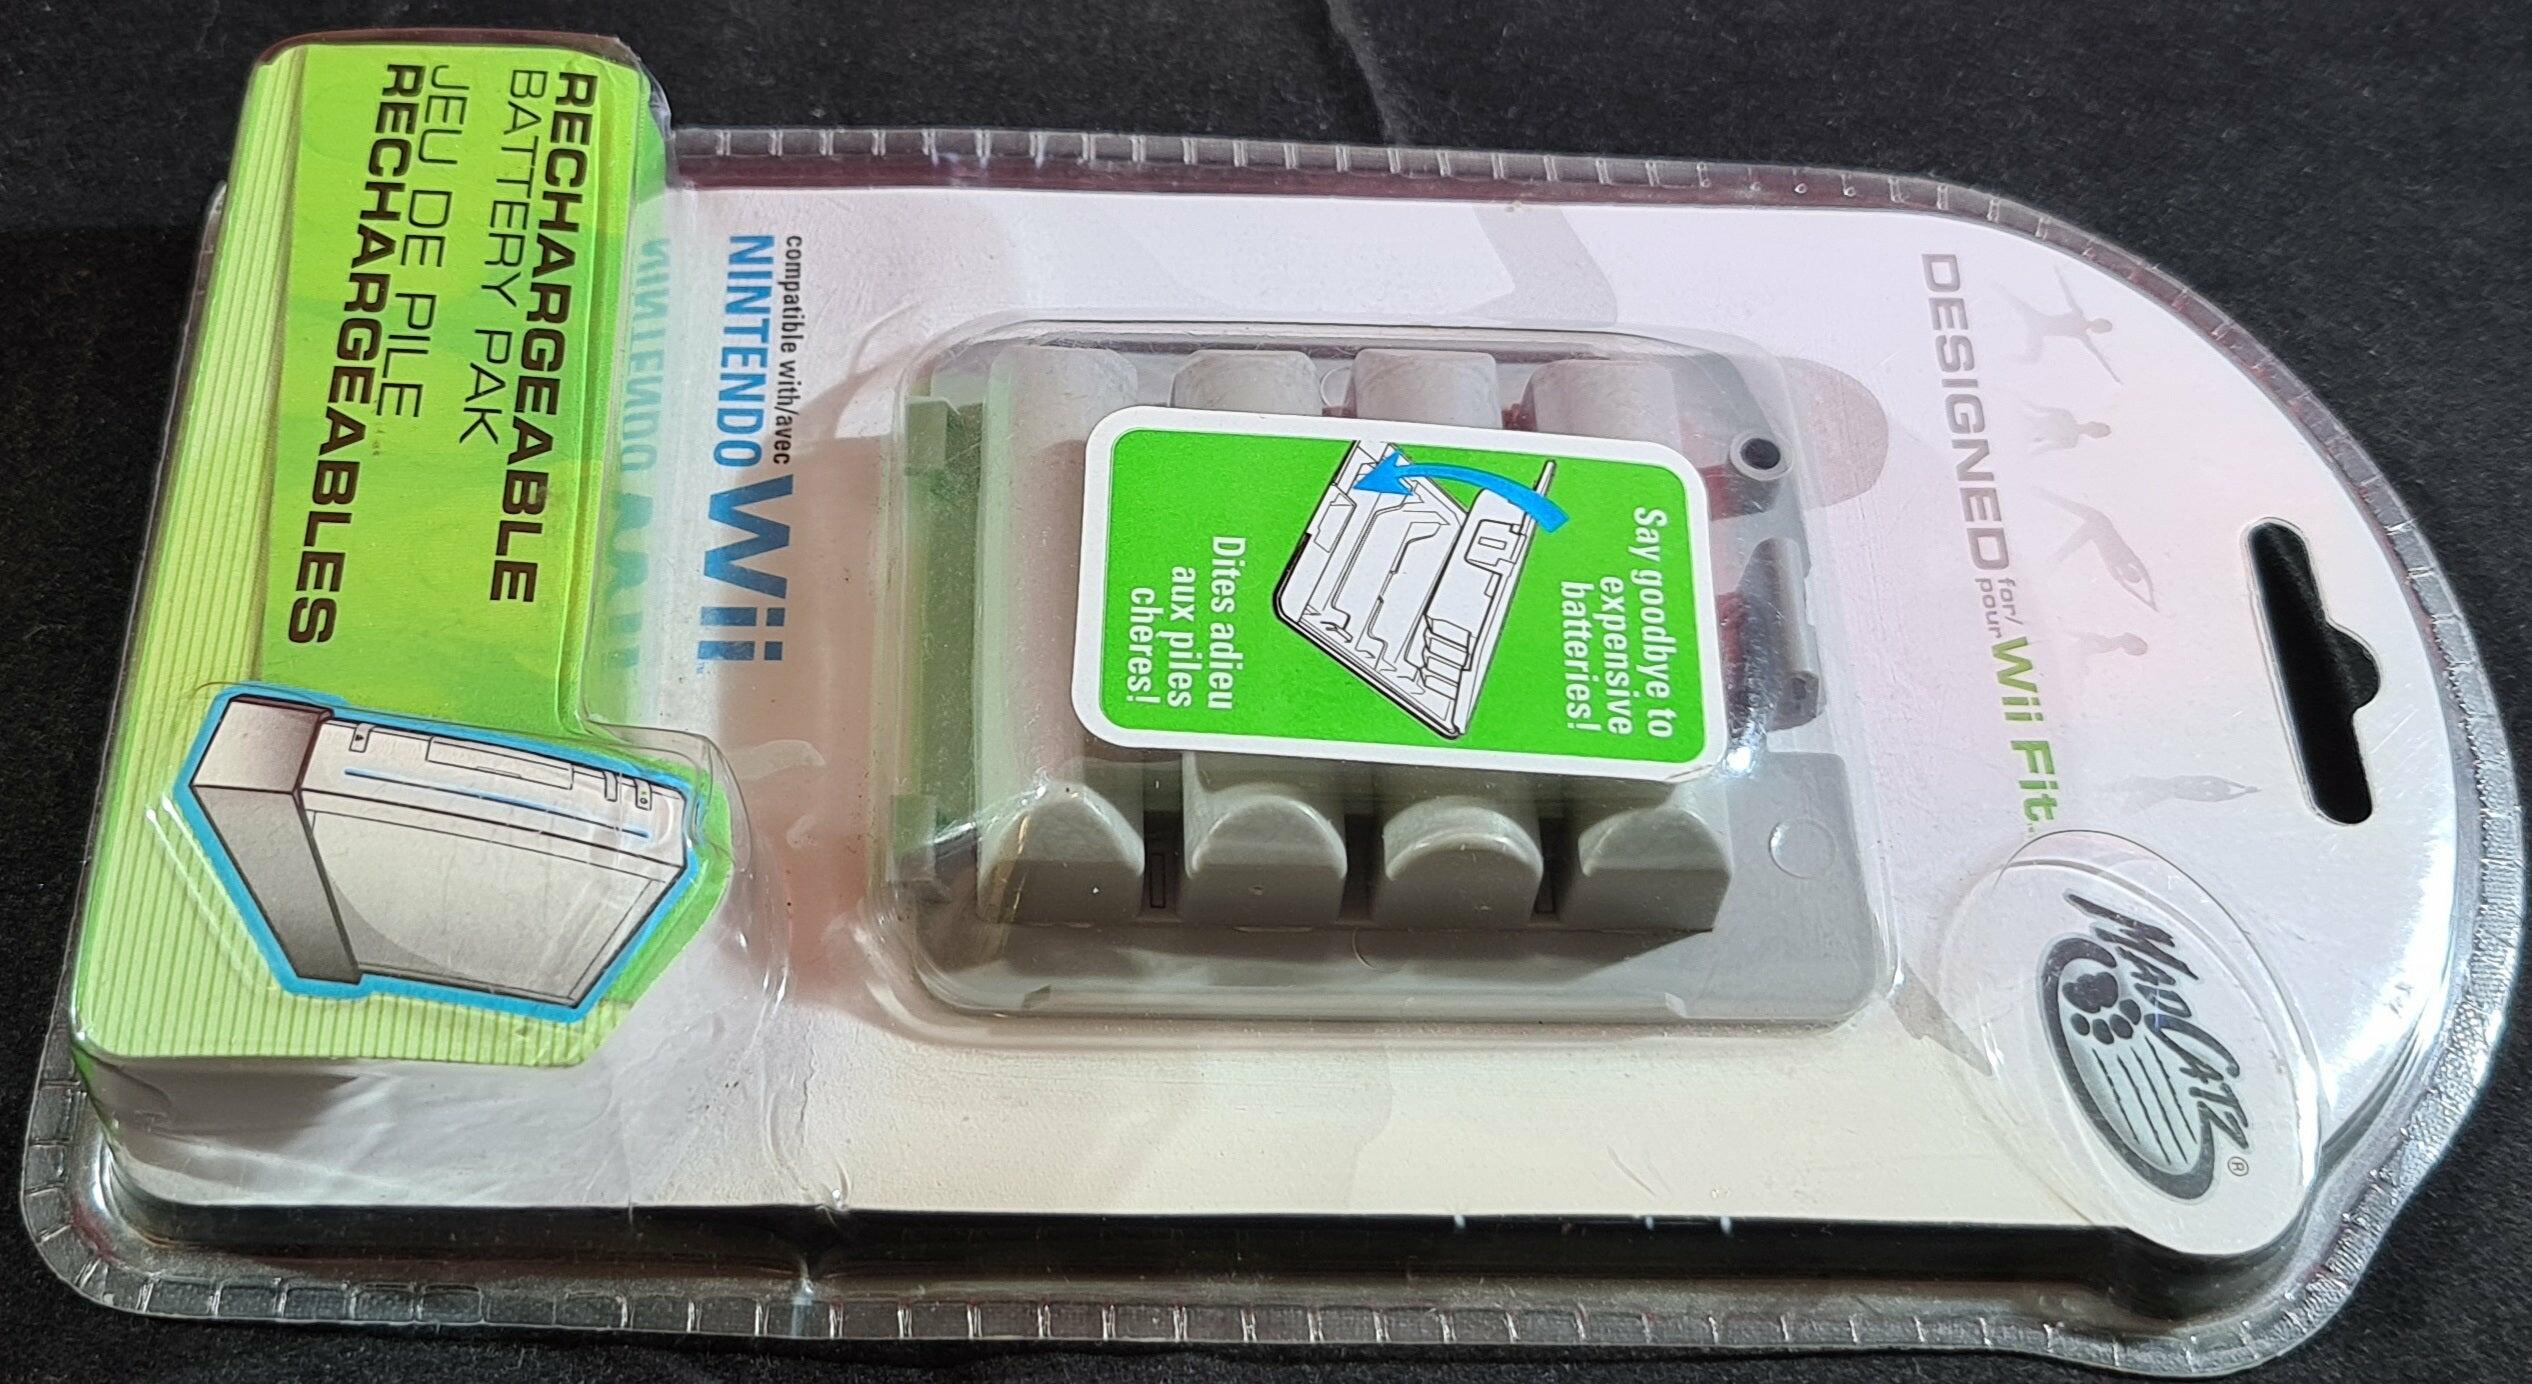 MADCATZ®
DESIGNED for/ pour Wii Fit
Say goodbye to
expensive
batteries!
Dites adieu
aux piles
cheres!
compatible with/avec
NINTENDO Wii
RECHARGEABLE
BATTERY PAK
JEU DE PILE
RECHARGEABLES